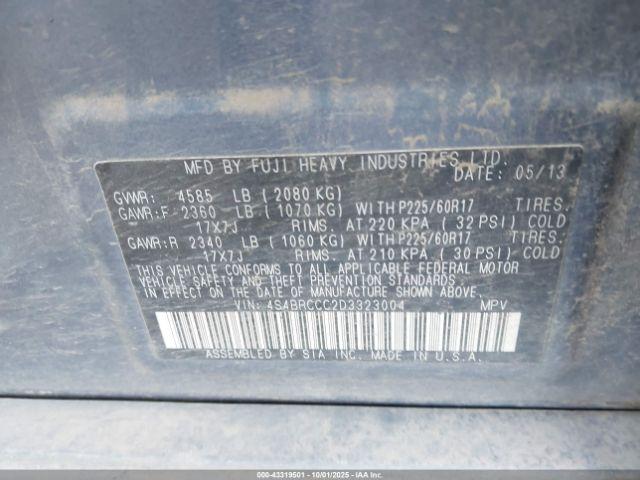 MFD BY FUJI HEAVY INDUSTRIES LTD.
DATE: 05/13
GVWR: 4585 LB (2080 KG)
GAWR:F 2360 LB (1070 KG) WITH P225/60R17 TIRES.
17X7J RIMS. AT 220 KPA (32 PSI) COLD
GAWR:R 2340 LB (1060 KG) WITH P225/60R17 TIRES.
17X7J RIMS. AT 210 KPA (30 PSI) COLD
THIS VEHICLE CONFORMS TO ALL APPLICABLE FEDERAL MOTOR
VEHICLE SAFETY AND THEFT PREVENTION STANDARDS IN
EFFECT ON THE DATE OF MANUFACTURE SHOWN ABOVE.
VIN: 4S4BRCCC2D3323004 MPV
ASSEMBLED BY SIA INC. MADE IN U.S.A.
000-43319501 - 10/01/2025 - IAAI.COM